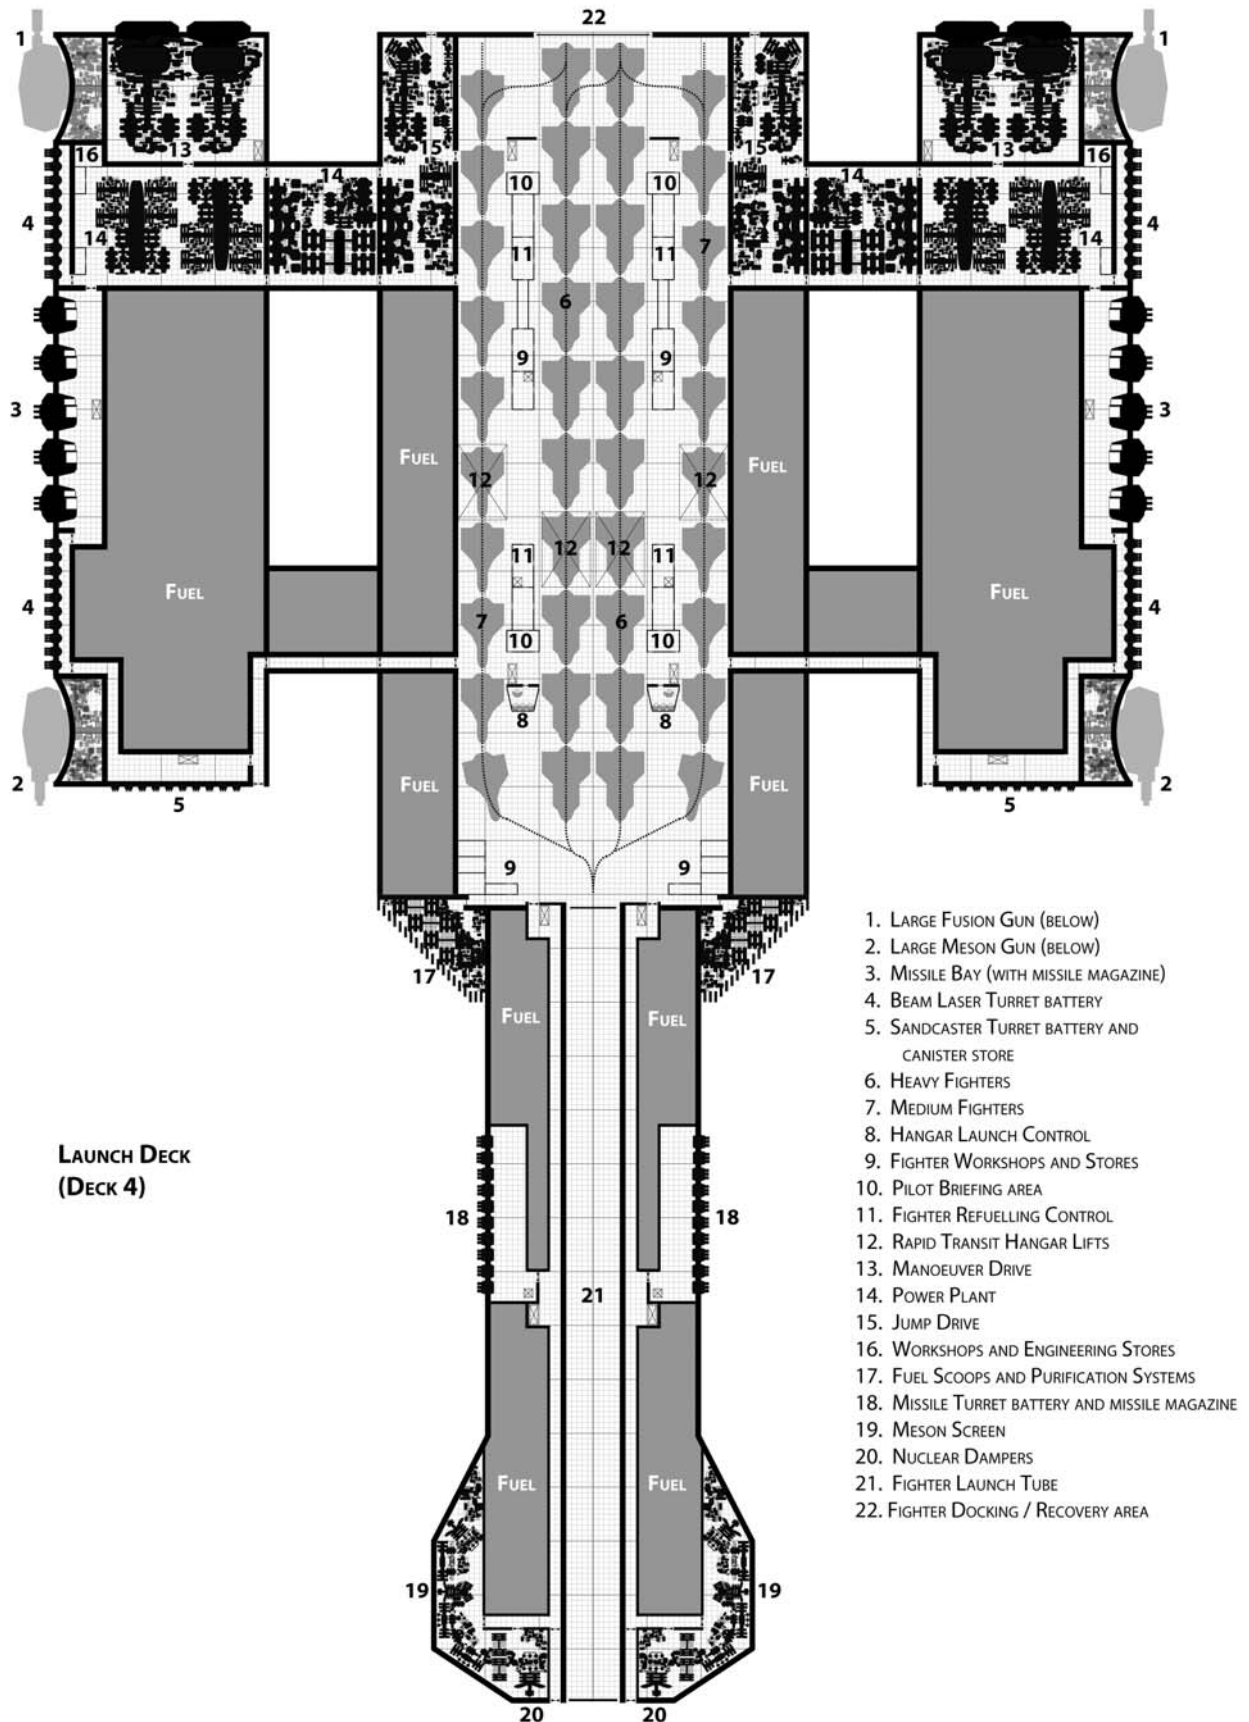 22
1 1
13 15 15 13
16 16
14 10 10 14
4 14 14 4
11 11 7
6
9 9
3 3
FUEL FUEL
12 12
11 12 12 11
FUEL FUEL
4 4
7 6
10 10
8 8
FUEL FUEL
2 2
5 5
9 9
17 17
FUEL FUEL
18 18
21
FUEL FUEL
19 19
20 20
LAUNCH DECK
(DECK 4)
1. LARGE FUSION GUN (BELOW)
2. LARGE MESON GUN (BELOW)
3. MISSILE BAY (WITH MISSILE MAGAZINE)
4. BEAM LASER TURRET BATTERY
5. SANDCASTER TURRET BATTERY AND
CANISTER STORE
6. HEAVY FIGHTERS
7. MEDIUM FIGHTERS
8. HANGAR LAUNCH CONTROL
9. FIGHTER WORKSHOPS AND STORES
10. PILOT BRIEFING AREA
11. FIGHTER REFUELLING CONTROL
12. RAPID TRANSIT HANGAR LIFTS
13. MANOEUVER DRIVE
14. POWER PLANT
15. JUMP DRIVE
16. WORKSHOPS AND ENGINEERING STORES
17. FUEL SCOOPS AND PURIFICATION SYSTEMS
18. MISSILE TURRET BATTERY AND MISSILE MAGAZINE
19. MESON SCREEN
20. NUCLEAR DAMPERS
21. FIGHTER LAUNCH TUBE
22. FIGHTER DOCKING / RECOVERY AREA